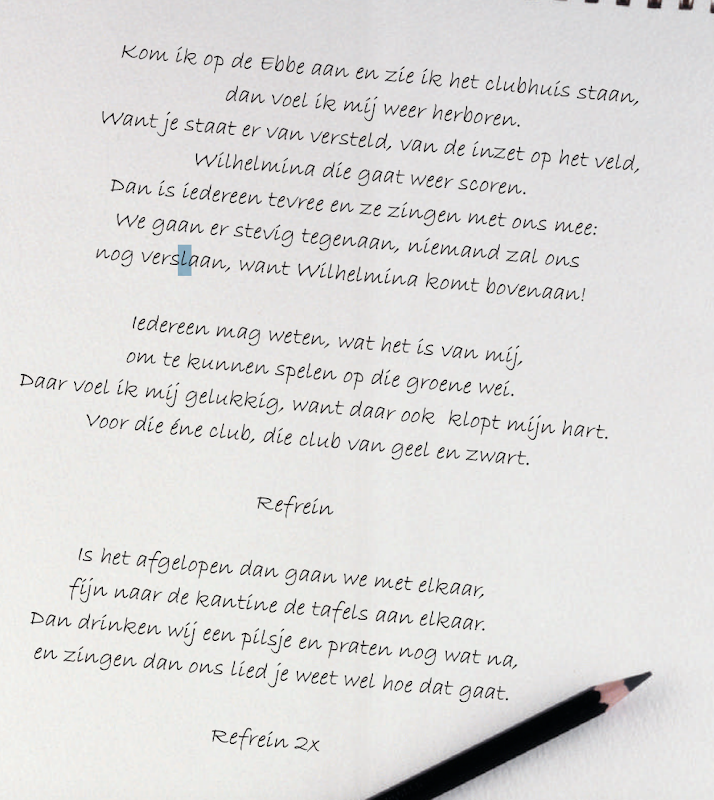 Kom ik op de Ebbe aan en zie ik het clubhuis staan,
dan voel ik mij weer herboren.
Want je staat er van versteld, van de inzet op het veld,
Wilhelmina die gaat weer scoren.
Dan is iedereen tevree en ze zingen met ons mee:
We gaan er stevig tegenaan, niemand zal ons
nog verslaan, want Wilhelmina komt bovenaan!
Iedereen mag weten, wat het is van mij,
om te kunnen spelen op die groene wei.
Daar voel ik mij gelukkig, want daar ook klopt mijn hart.
Voor die éne club, die club van geel en zwart.
Refrein
Is het afgelopen dan gaan we met elkaar,
fijn naar de kantine de tafels aan elkaar.
Dan drinken wij een pilsje en praten nog wat na,
en zingen dan ons lied je weet wel hoe dat gaat.
Refrein 2x